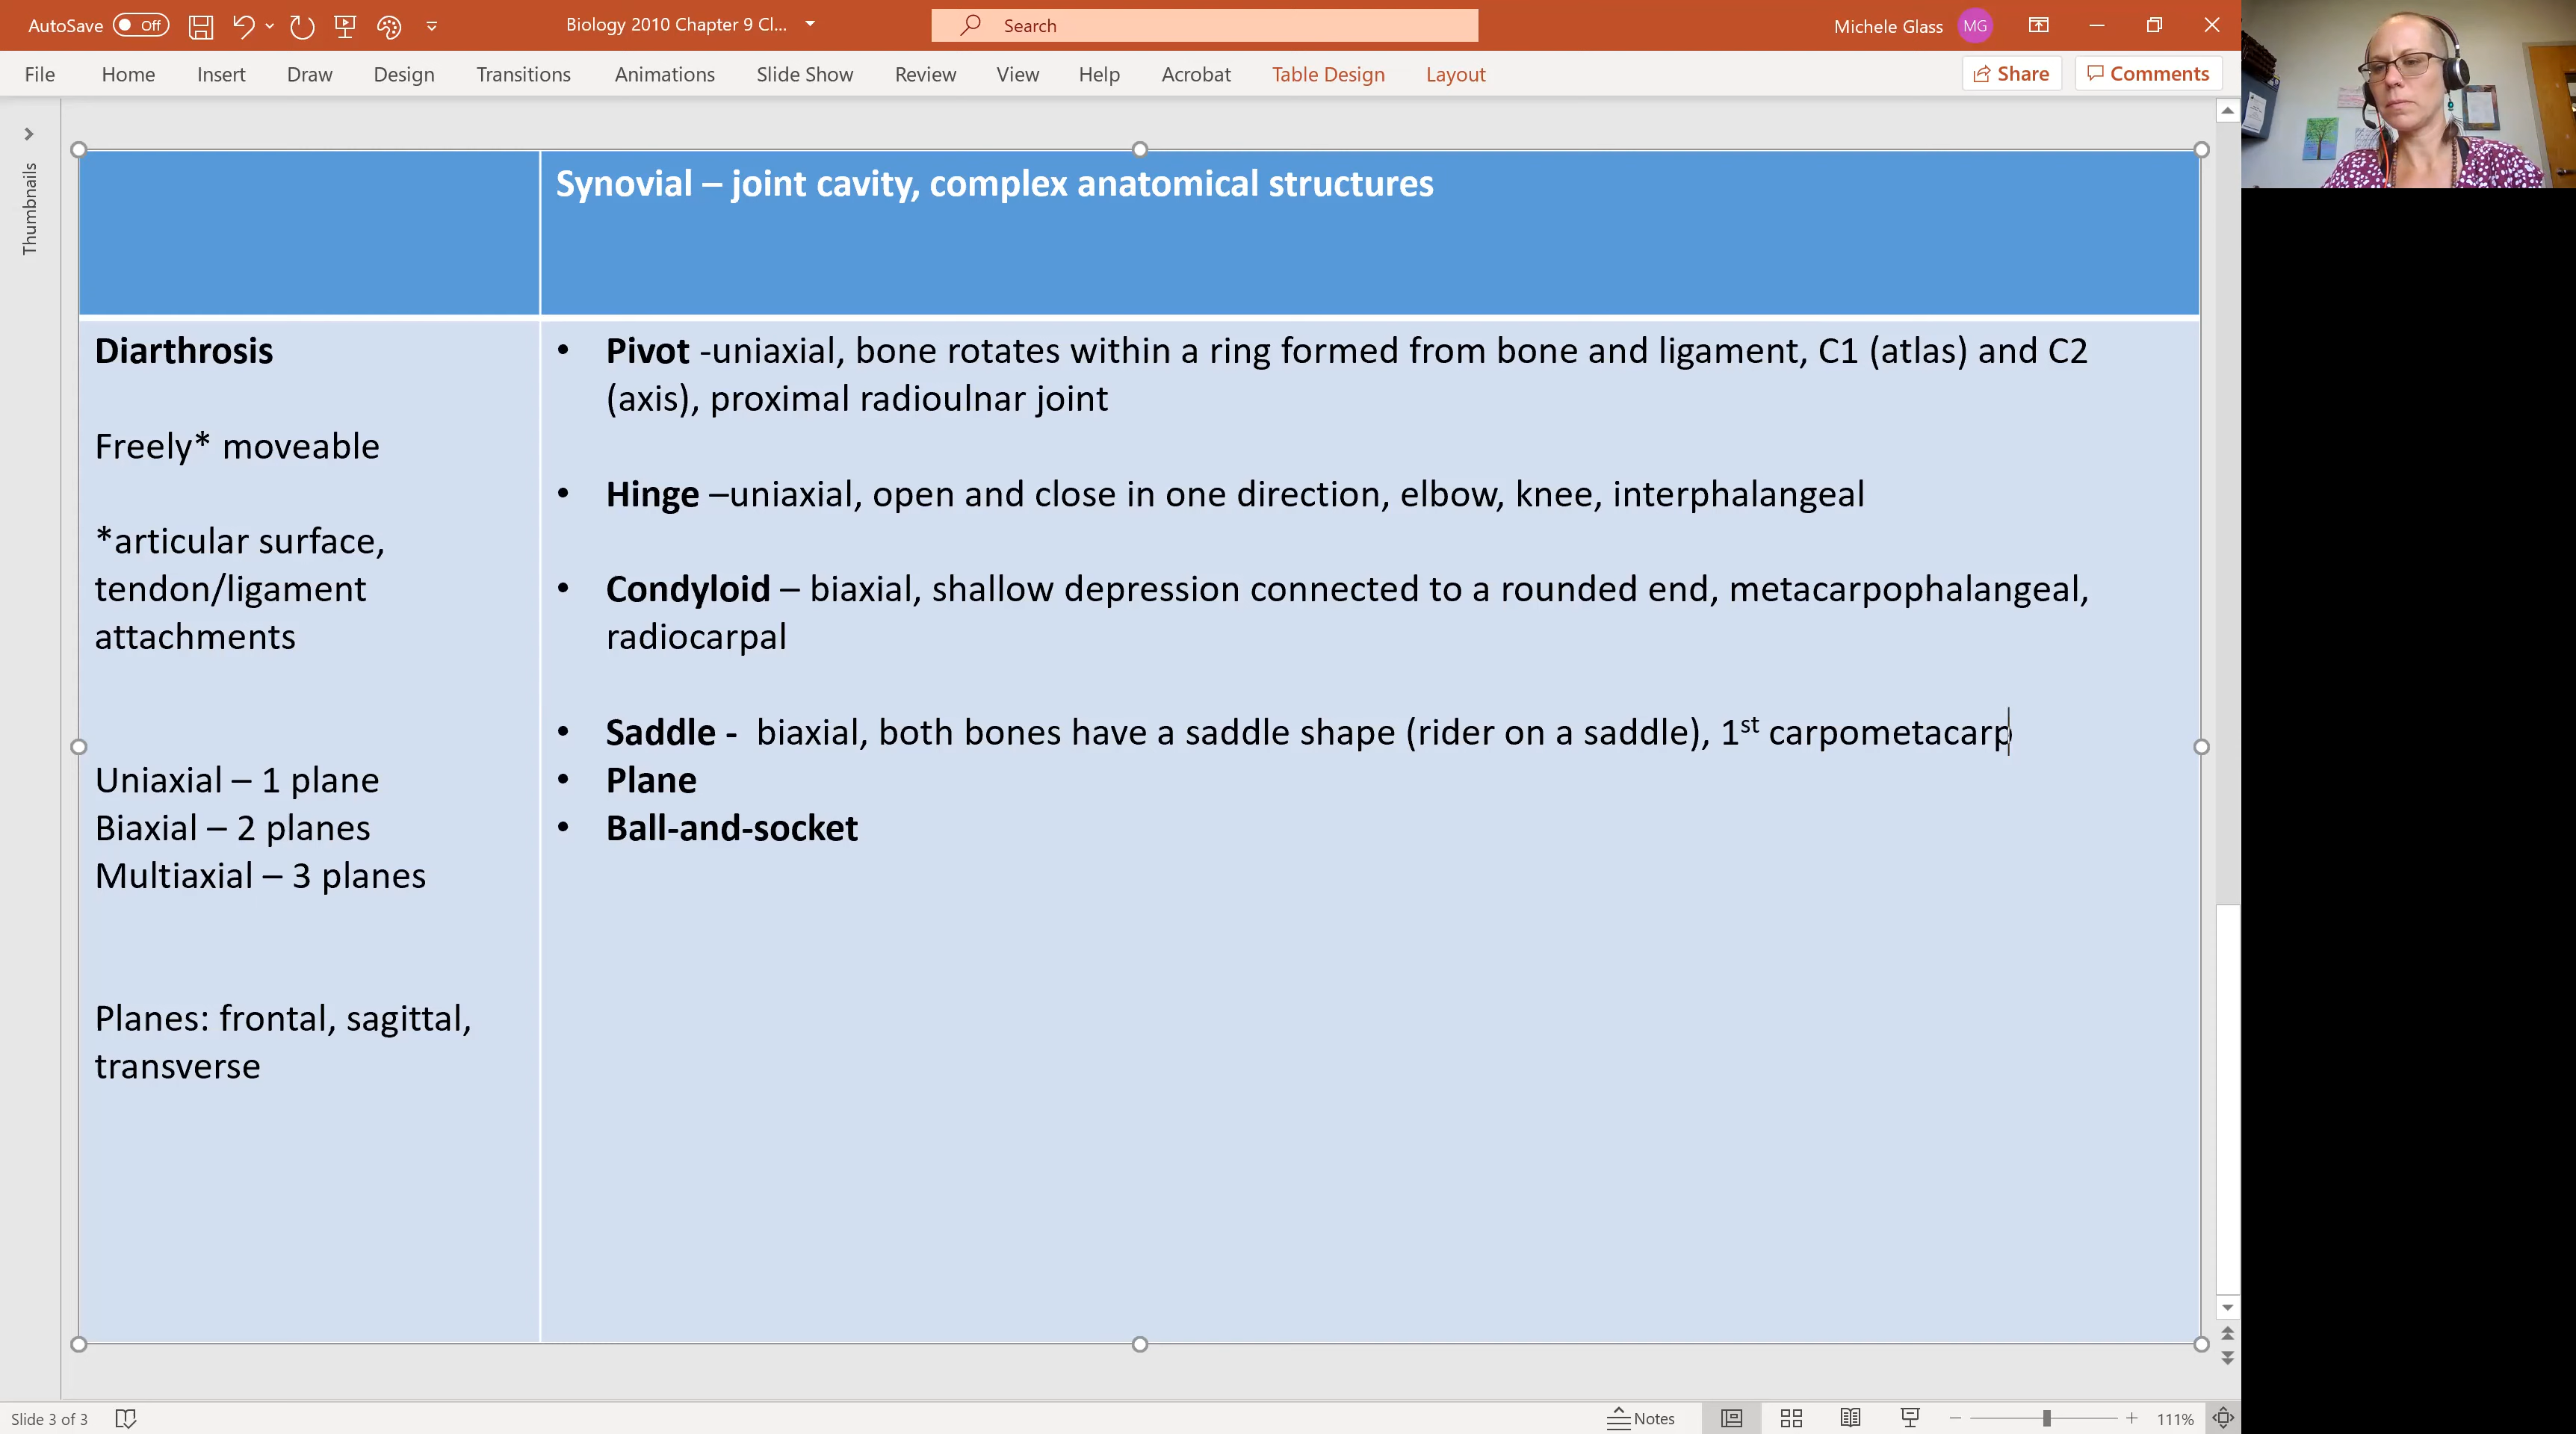 AutoSave Off Biology 2010 Chapter 9 Cl... Search Michele Glass MG
File Home Insert Draw Design Transitions Animations Slide Show Review View Help Acrobat Table Design Layout Share Comments
Thumbnails
Synovial – joint cavity, complex anatomical structures
Diarthrosis
Freely* moveable
*articular surface,
tendon/ligament
attachments
Uniaxial – 1 plane
Biaxial – 2 planes
Multiaxial – 3 planes
Planes: frontal, sagittal,
transverse
• Pivot -uniaxial, bone rotates within a ring formed from bone and ligament, C1 (atlas) and C2
(axis), proximal radioulnar joint
• Hinge –uniaxial, open and close in one direction, elbow, knee, interphalangeal
• Condyloid – biaxial, shallow depression connected to a rounded end, metacarpophalangeal,
radiocarpal
• Saddle - biaxial, both bones have a saddle shape (rider on a saddle), 1st carpometacarp
• Plane
• Ball-and-socket
Slide 3 of 3 Notes 111%